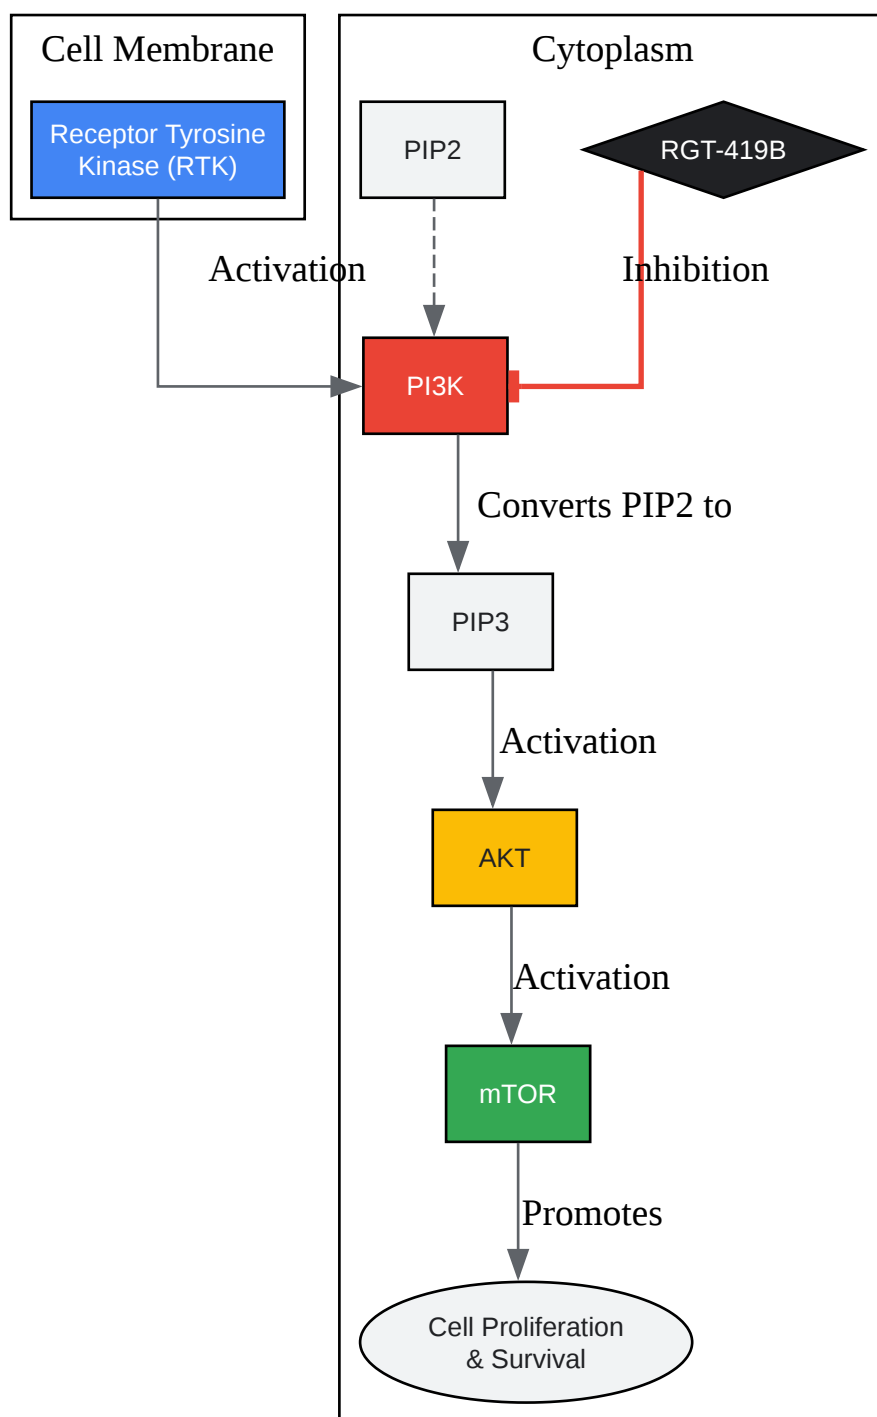 Cell Membrane
Cytoplasm
Receptor Tyrosine
Kinase (RTK)
PIP2
RGT-419B
Activation
Inhibition
PI3K
Converts PIP2 to
PIP3
Activation
AKT
Activation
mTOR
Promotes
Cell Proliferation
& Survival